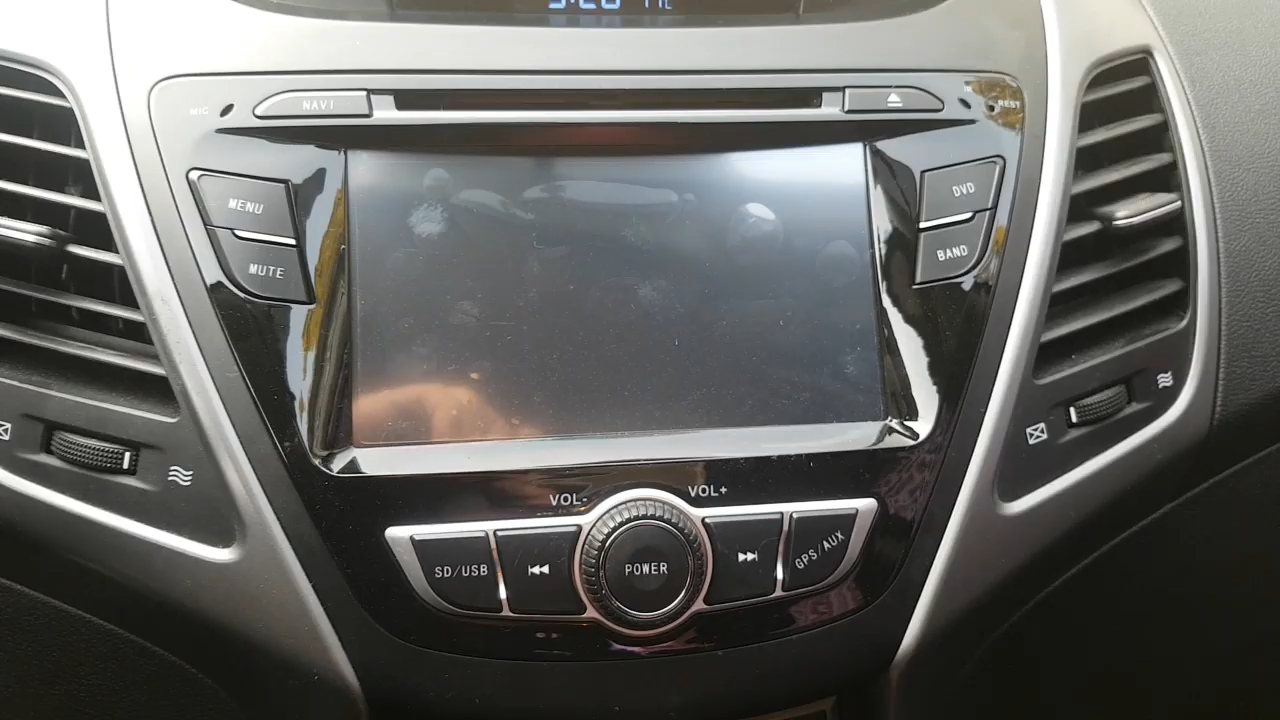 MIC
NAVI
REST
MENU
DVD
MUTE
BAND
VOL-
VOL+
SD/USB
POWER
GPS/AUX